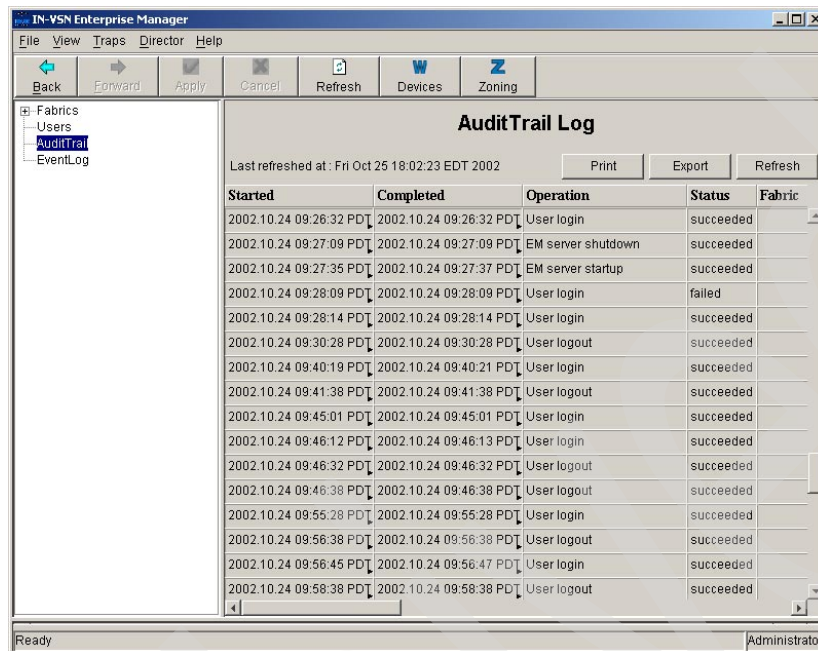 IN-VSN Enterprise Manager
File View Traps Director Help
Back Forward Apply Cancel Refresh Devices Zoning
Fabrics
Users
AuditTrail
EventLog
AuditTrail Log
Last refreshed at : Fri Oct 25 18:02:23 EDT 2002 Print Export Refresh
Started Completed Operation Status Fabric
2002.10.24 09:26:32 PDT 2002.10.24 09:26:32 PDT User login succeeded
2002.10.24 09:27:09 PDT 2002.10.24 09:27:09 PDT EM server shutdown succeeded
2002.10.24 09:27:35 PDT 2002.10.24 09:27:37 PDT EM server startup succeeded
2002.10.24 09:28:09 PDT 2002.10.24 09:28:09 PDT User login failed
2002.10.24 09:28:14 PDT 2002.10.24 09:28:14 PDT User login succeeded
2002.10.24 09:30:28 PDT 2002.10.24 09:30:28 PDT User logout succeeded
2002.10.24 09:40:19 PDT 2002.10.24 09:40:21 PDT User login succeeded
2002.10.24 09:41:38 PDT 2002.10.24 09:41:38 PDT User logout succeeded
2002.10.24 09:45:01 PDT 2002.10.24 09:45:01 PDT User login succeeded
2002.10.24 09:46:12 PDT 2002.10.24 09:46:13 PDT User login succeeded
2002.10.24 09:46:32 PDT 2002.10.24 09:46:32 PDT User logout succeeded
2002.10.24 09:46:38 PDT 2002.10.24 09:46:38 PDT User logout succeeded
2002.10.24 09:55:28 PDT 2002.10.24 09:55:28 PDT User login succeeded
2002.10.24 09:56:38 PDT 2002.10.24 09:56:38 PDT User logout succeeded
2002.10.24 09:56:45 PDT 2002.10.24 09:56:47 PDT User login succeeded
2002.10.24 09:58:38 PDT 2002.10.24 09:58:38 PDT User logout succeeded
Ready Administrato